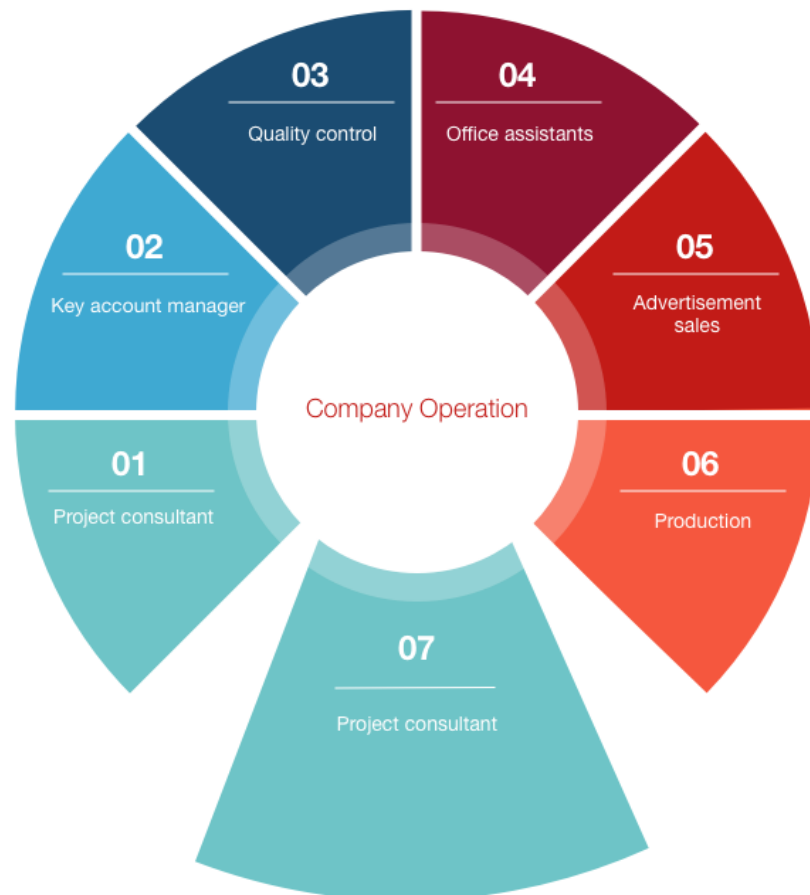 03
Quality control
04
Office assistants
02
Key account manager
05
Advertisement
sales
Company Operation
01
Project consultant
06
Production
07
Project consultant